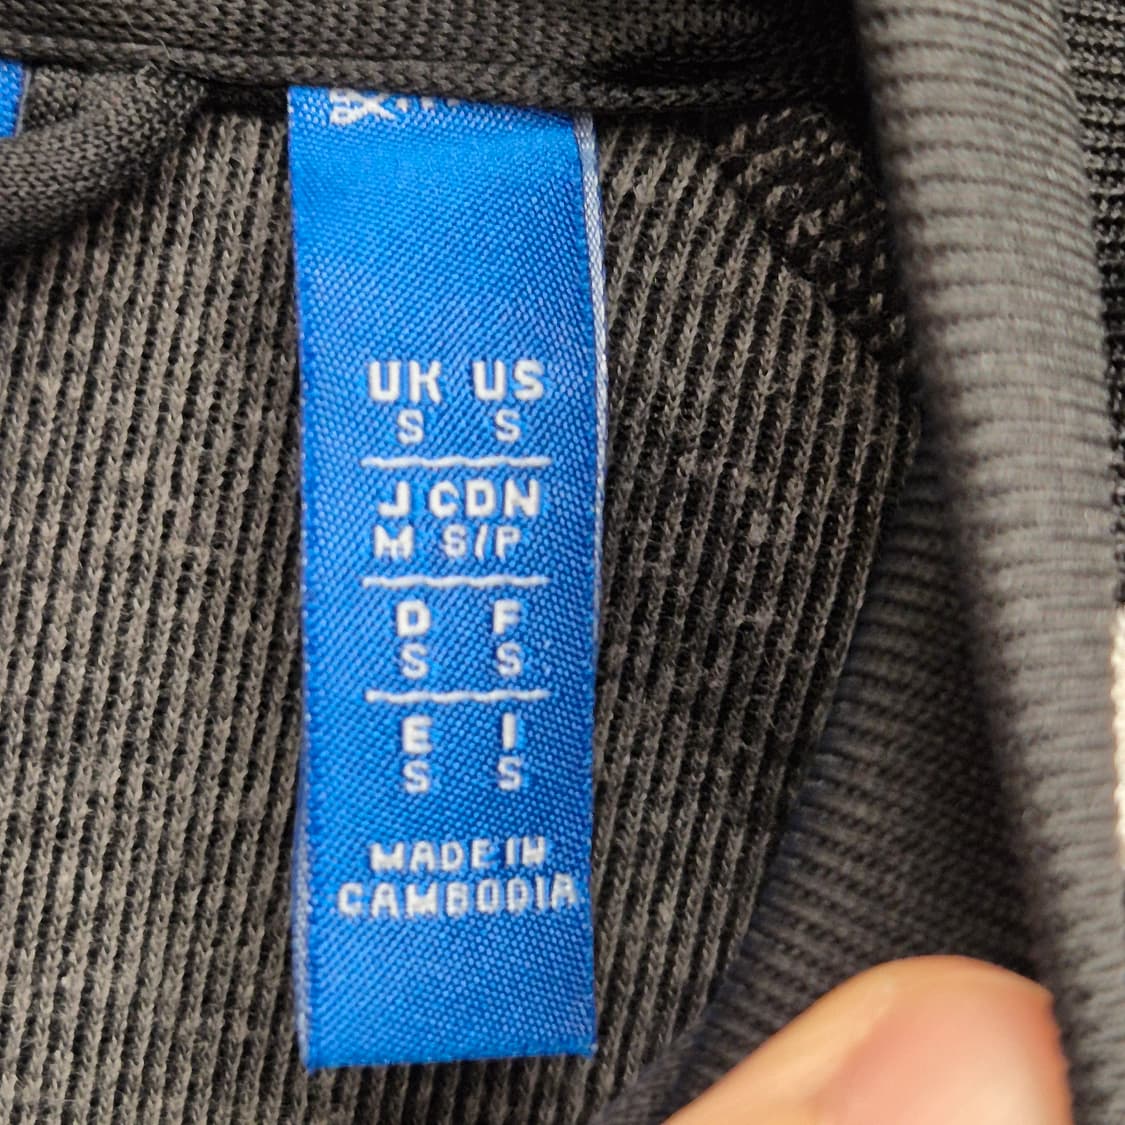 UK US
S S
J CDN
M S/P
D F
S S
E I
S S
MADE IN
CAMBODIA